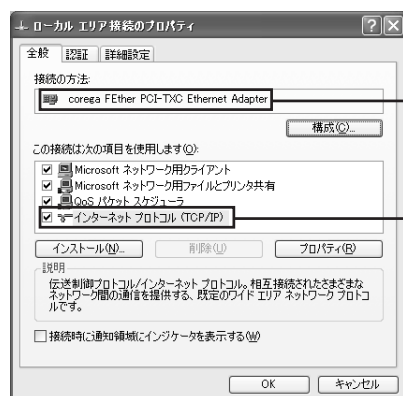 ローカル エリア接続のプロパティ
全般 認証 詳細設定
接続の方法:
corega FEther PCI-TXC Ethernet Adapter
構成(C)...
この接続は次の項目を使用します(O):
Microsoft ネットワーク用クライアント
Microsoft ネットワーク用ファイルとプリンタ共有
QoS パケット スケジューラ
インターネット プロトコル (TCP/IP)
インストール(N)... 削除(U) プロパティ(R)
説明
伝送制御プロトコル/インターネット プロトコル。相互接続されたさまざまな
ネットワーク間の通信を提供する、既定のワイド エリア ネットワーク プロトコ
ルです。
接続時に通知領域にインジケータを表示する(W)
OK キャンセル